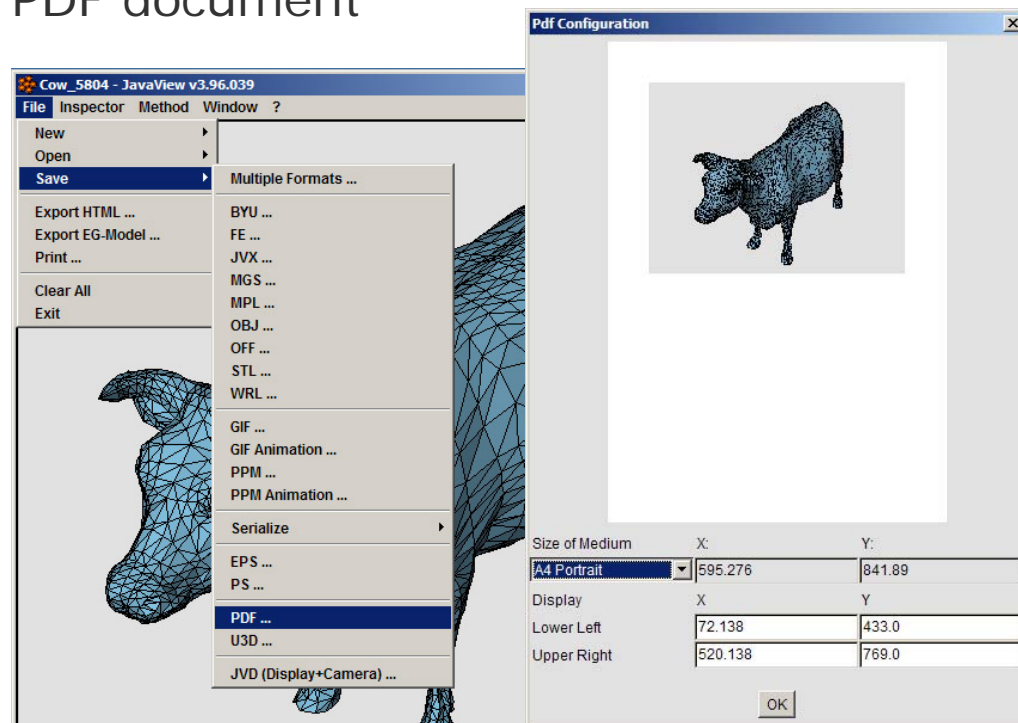 PDF document
Cow_5804 - JavaView v3.96.039
File Inspector Method Window ?
New
Open
Save
Export HTML ...
Export EG-Model ...
Print ...
Clear All
Exit
Multiple Formats ...
BYU ...
FE ...
JVX ...
MGS ...
MPL ...
OBJ ...
OFF ...
STL ...
WRL ...
GIF ...
GIF Animation ...
PPM ...
PPM Animation ...
Serialize
EPS ...
PS ...
PDF ...
U3D ...
JVD (Display+Camera) ...
Pdf Configuration
Size of Medium X: Y:
A4 Portrait 595.276 841.89
Display X Y
Lower Left 72.138 433.0
Upper Right 520.138 769.0
OK